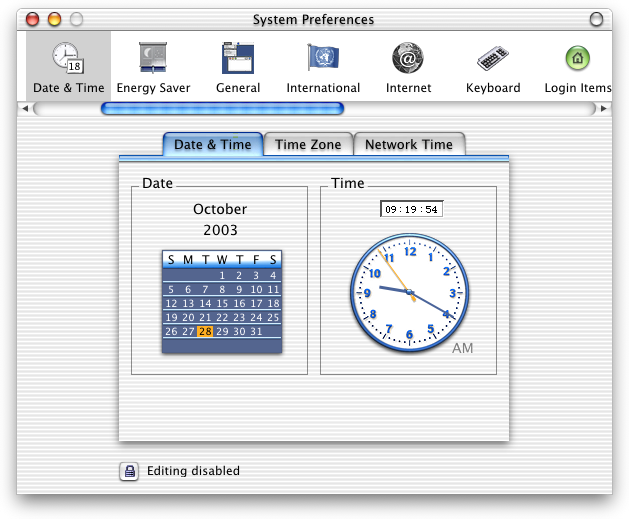 System Preferences
18
Date & Time Energy Saver General International Internet Keyboard Login Items
Date & Time Time Zone Network Time
Date
October
2003
S M T W T F S
1 2 3 4
5 6 7 8 9 10 11
12 13 14 15 16 17 18
19 20 21 22 23 24 25
26 27 28 29 30 31
Time
09:19:54
12
11 1
10 2
9 3
8 4
7 5
6
AM
Editing disabled